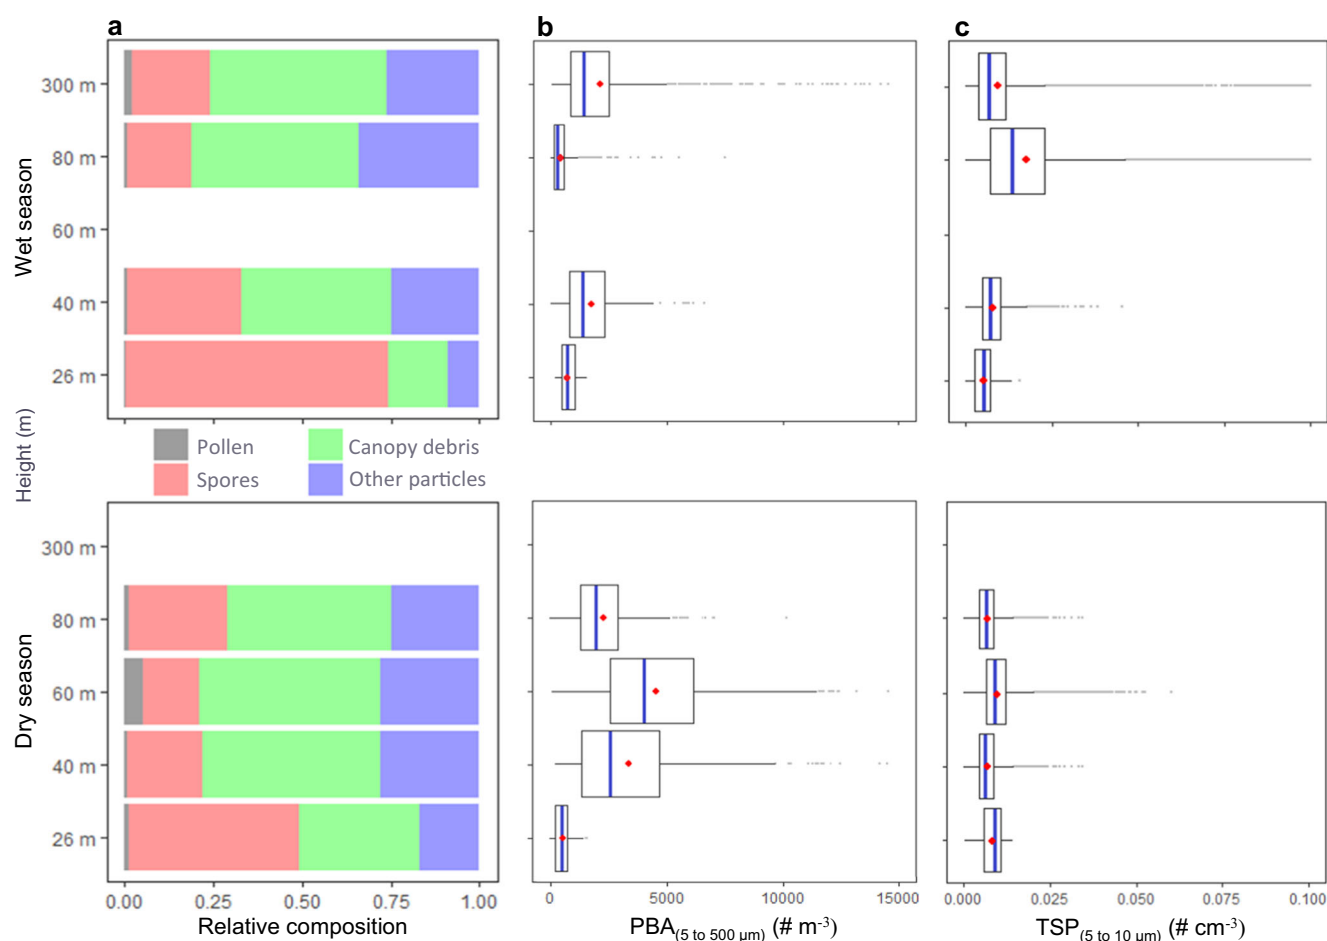 a b c
Wet season
300 m
80 m
60 m
40 m
26 m
Height (m)
Pollen
Canopy debris
Spores
Other particles
Dry season
300 m
80 m
60 m
40 m
26 m
0.00 0.25 0.50 0.75 1.00
Relative composition
0 5000 10000 15000
PBA(5 to 500 µm) (# m-3)
0.000 0.025 0.050 0.075 0.100
TSP(5 to 10 µm) (# cm-3)